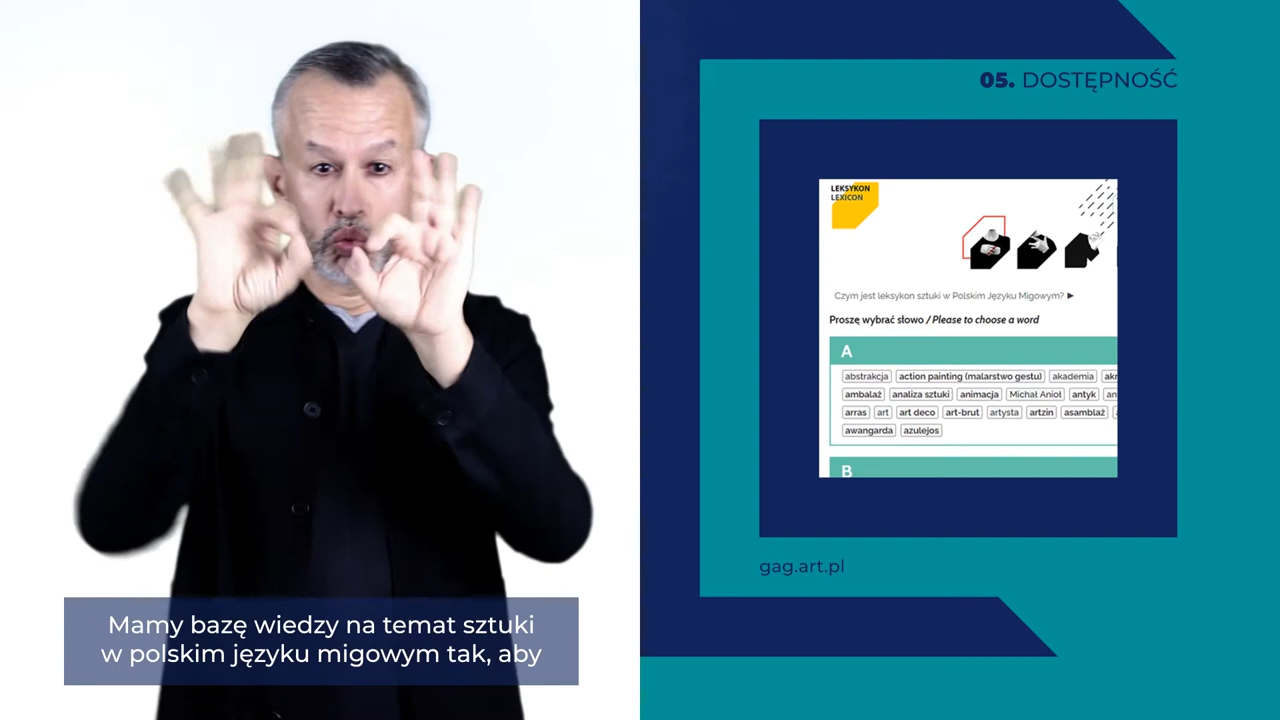 05. DOSTĘPNOŚĆ
LEKSYKON
LEXICON
Czym jest leksykon sztuki w Polskim Języku Migowym? ►
Proszę wybrać słowo / Please to choose a word
A
abstrakcja action painting (malarstwo gestu) akademia
ambalaż analiza sztuki animacja Michał Anioł antyk
arras art art deco art-brut artysta artzin asamblaż
awangarda azulejos
B
gag.art.pl
Mamy bazę wiedzy na temat sztuki
w polskim języku migowym tak, aby